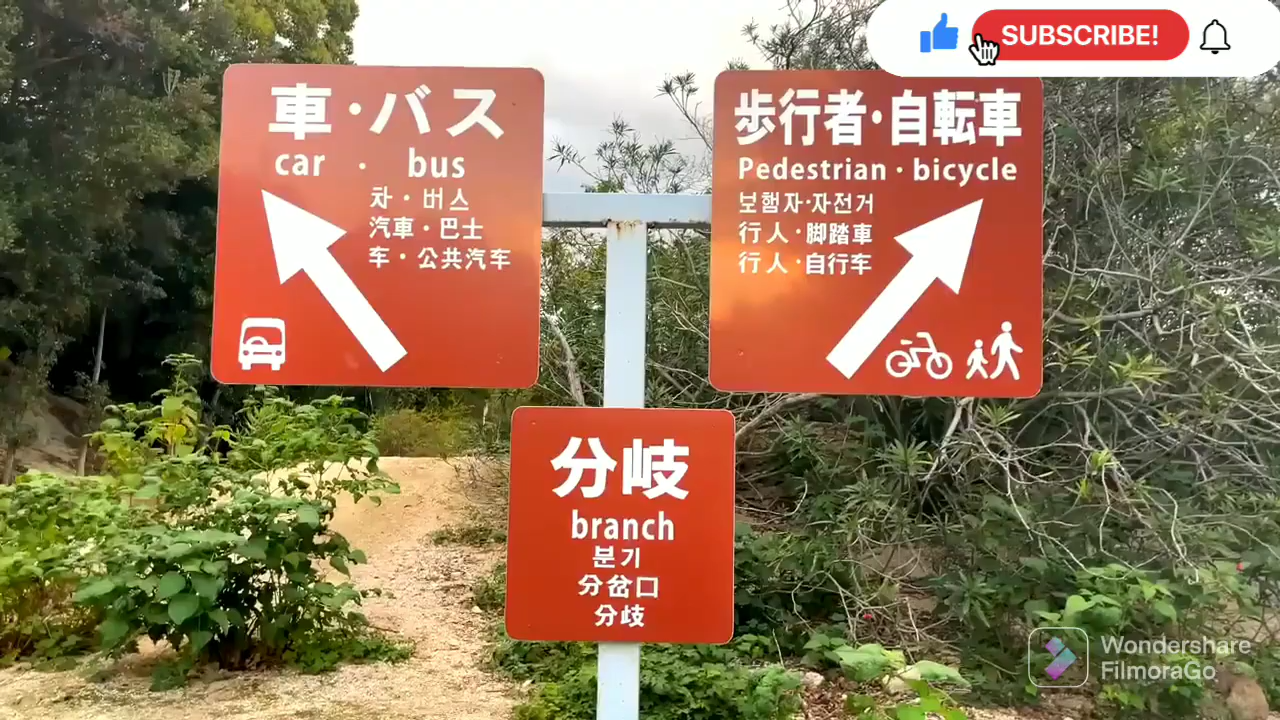 SUBSCRIBE!
車・バス
car ・ bus
차・버스
汽車・巴士
车・公共汽车
歩行者・自転車
Pedestrian・bicycle
보행자·자전거
行人・脚踏車
行人・自行车
分岐
branch
분기
分岔口
分歧
Wondershare
FilmoraGo